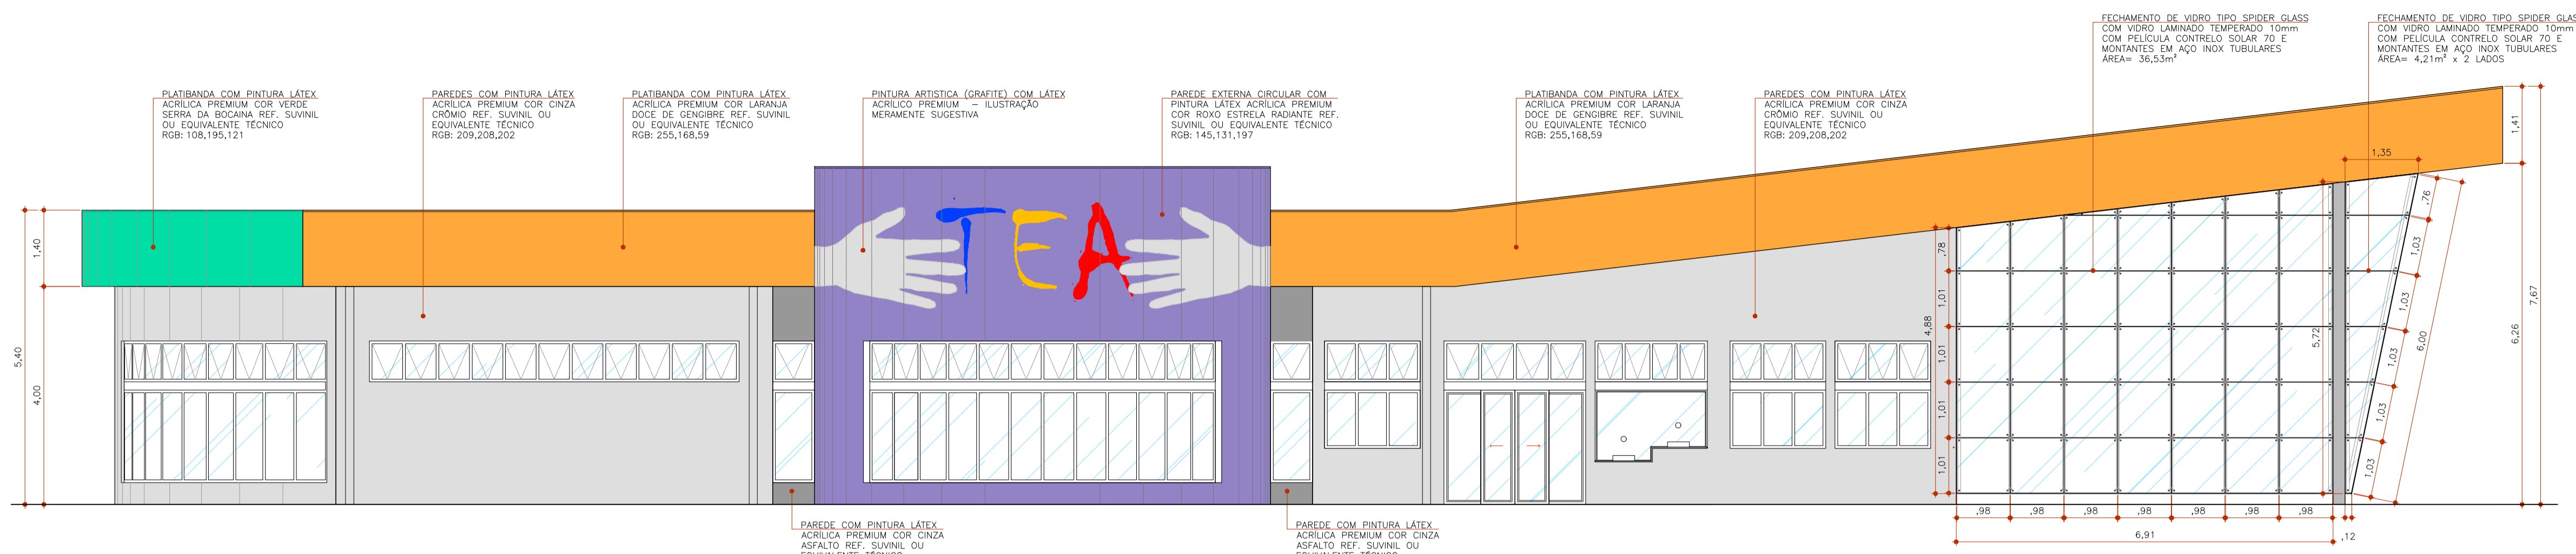 FECHAMENTO DE VIDRO TIPO SPIDER GLASS
COM VIDRO LAMINADO TEMPERADO 10mm
COM PELÍCULA CONTRELO SOLAR 70 E
MONTANTES EM AÇO INOX TUBULARES
ÁREA= 36,53m²
FECHAMENTO DE VIDRO TIPO SPIDER GLAS
COM VIDRO LAMINADO TEMPERADO 10mm
COM PELÍCULA CONTRELO SOLAR 70 E
MONTANTES EM AÇO INOX TUBULARES
ÁREA= 4,21m² x 2 LADOS
PLATIBANDA COM PINTURA LÁTEX
ACRÍLICA PREMIUM COR VERDE
SERRA DA BOCAINA REF. SUVINIL
OU EQUIVALENTE TÉCNICO
RGB: 108,195,121
PAREDES COM PINTURA LÁTEX
ACRÍLICA PREMIUM COR CINZA
CRÔMIO REF. SUVINIL OU
EQUIVALENTE TÉCNICO
RGB: 209,208,202
PLATIBANDA COM PINTURA LÁTEX
ACRÍLICA PREMIUM COR LARANJA
DOCE DE GENGIBRE REF. SUVINIL
OU EQUIVALENTE TÉCNICO
RGB: 255,168,59
PINTURA ARTISTICA (GRAFITE) COM LÁTEX
ACRÍLICO PREMIUM – ILUSTRAÇÃO
MERAMENTE SUGESTIVA
PAREDE EXTERNA CIRCULAR COM
PINTURA LÁTEX ACRÍLICA PREMIUM
COR ROXO ESTRELA RADIANTE REF.
SUVINIL OU EQUIVALENTE TÉCNICO
RGB: 145,131,197
PLATIBANDA COM PINTURA LÁTEX
ACRÍLICA PREMIUM COR LARANJA
DOCE DE GENGIBRE REF. SUVINIL
OU EQUIVALENTE TÉCNICO
RGB: 255,168,59
PAREDES COM PINTURA LÁTEX
ACRÍLICA PREMIUM COR CINZA
CRÔMIO REF. SUVINIL OU
EQUIVALENTE TÉCNICO
RGB: 209,208,202
TEA
5,40
1,40
4,00
4,88
,78
1,01
1,01
1,01
1,01
5,72
1,35
,76
1,03
1,03
1,03
1,03
1,03
6,00
1,41
6,26
7,67
,98
,98
,98
,98
,98
,98
,98
6,91
,12
PAREDE COM PINTURA LÁTEX
ACRÍLICA PREMIUM COR CINZA
ASFALTO REF. SUVINIL OU
EQUIVALENTE TÉCNICO
PAREDE COM PINTURA LÁTEX
ACRÍLICA PREMIUM COR CINZA
ASFALTO REF. SUVINIL OU
EQUIVALENTE TÉCNICO